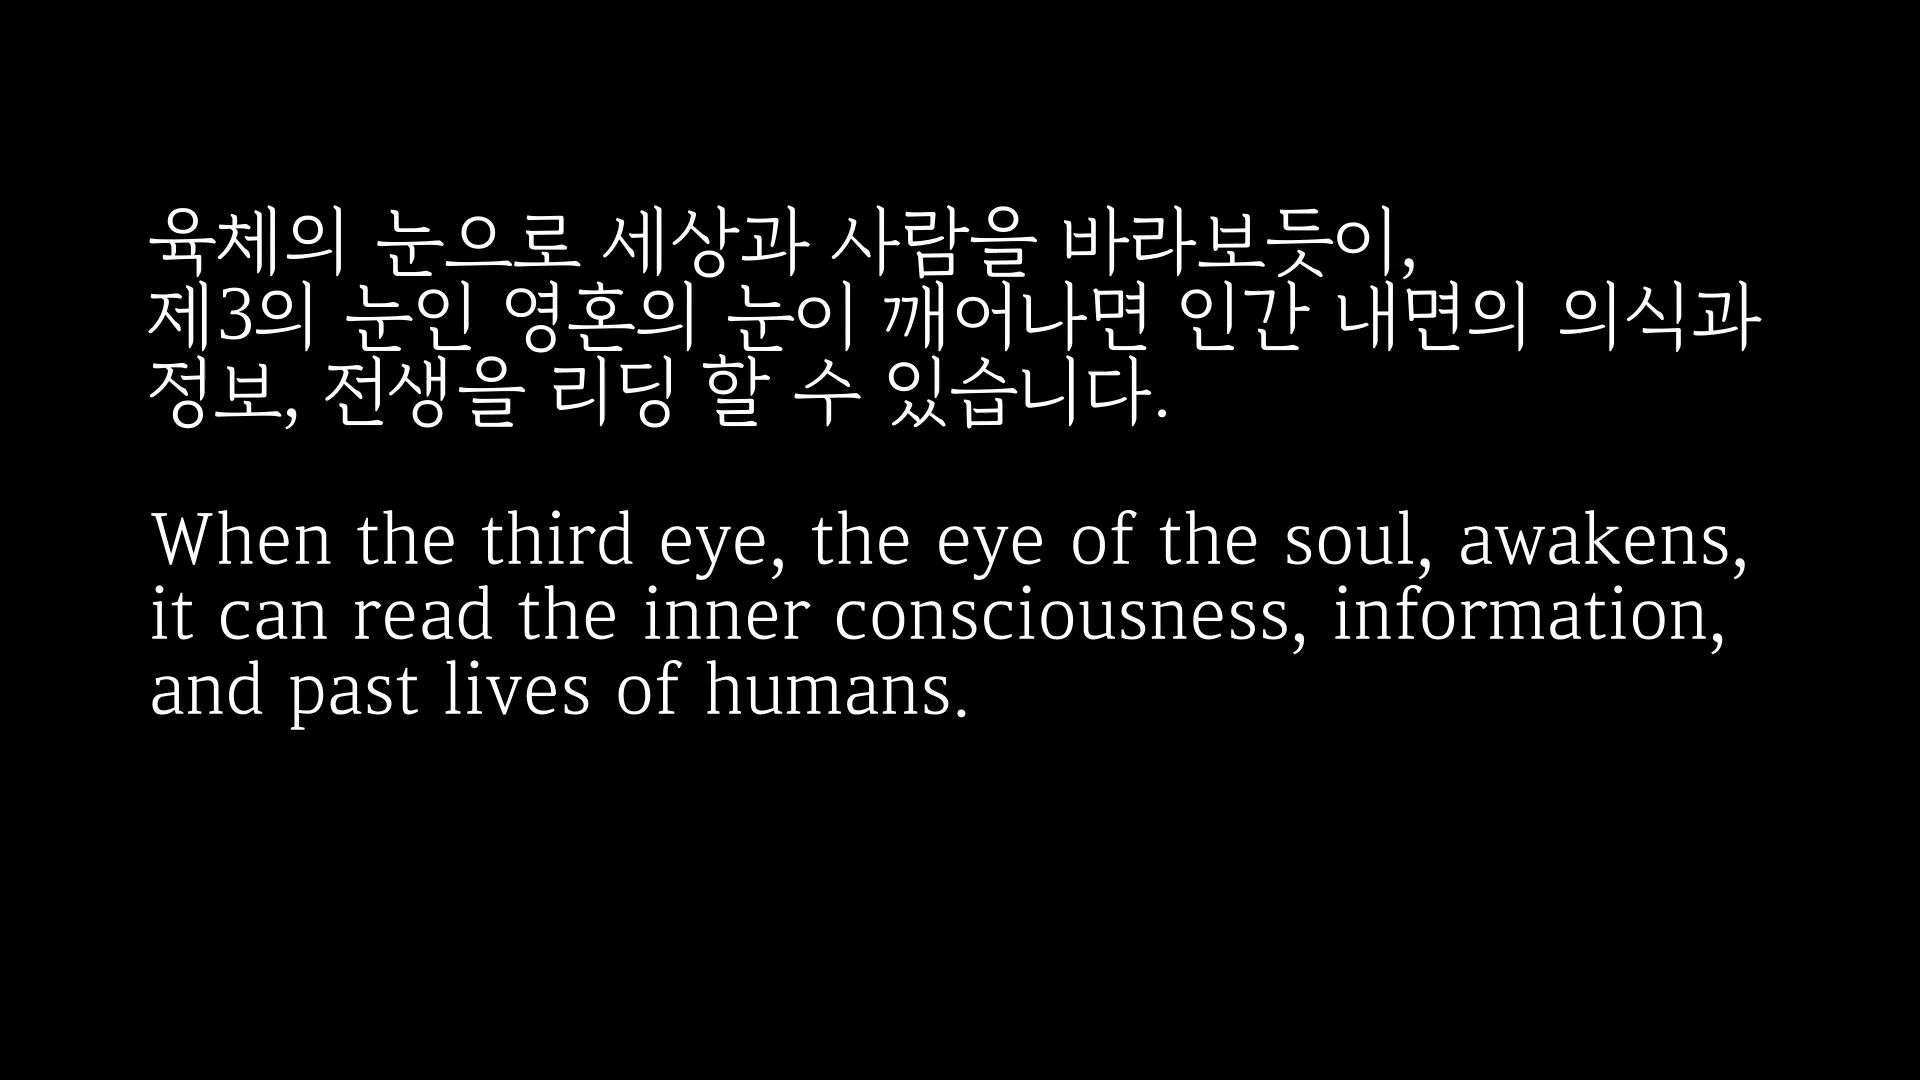 육체의 눈으로 세상과 사람을 바라보듯이,
제3의 눈인 영혼의 눈이 깨어나면 인간 내면의 의식과
정보, 전생을 리딩 할 수 있습니다.
When the third eye, the eye of the soul, awakens,
it can read the inner consciousness, information,
and past lives of humans.